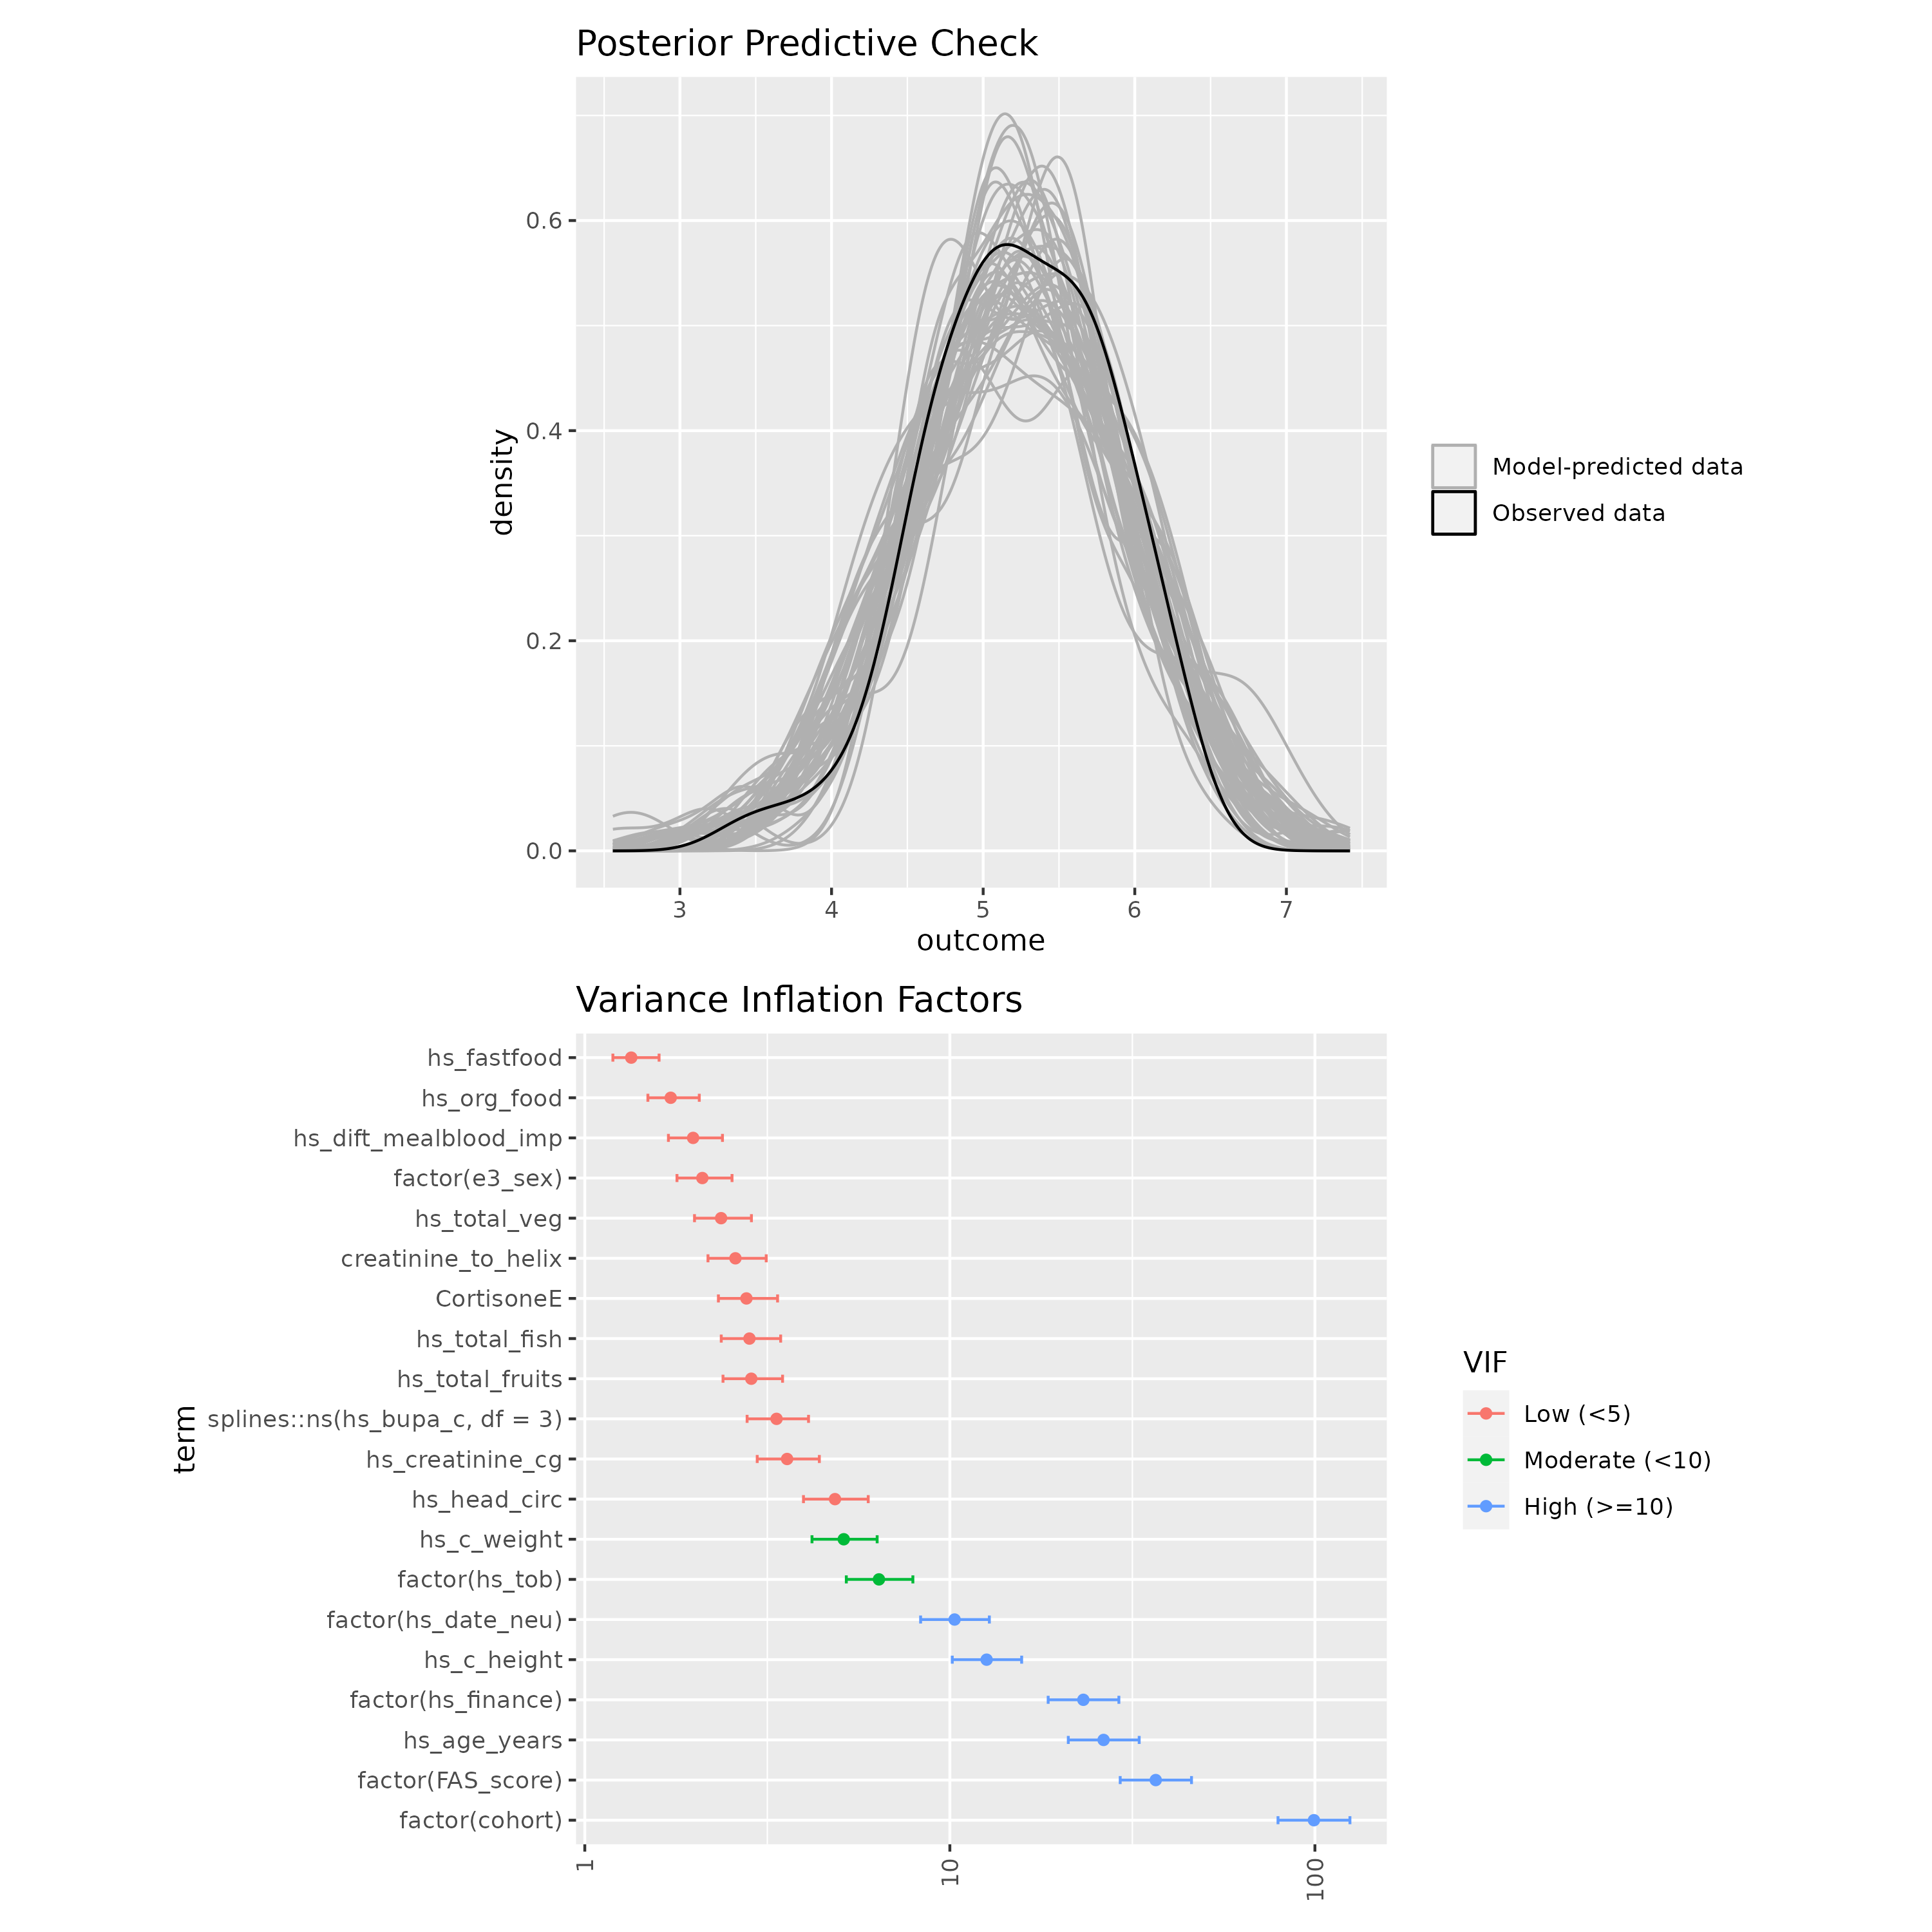 Posterior Predictive Check
0.6
0.4
0.2
0.0
density
3 4 5 6 7
outcome
Model-predicted data
Observed data
Variance Inflation Factors
term
hs_fastfood
hs_org_food
hs_dift_mealblood_imp
factor(e3_sex)
hs_total_veg
creatinine_to_helix
CortisoneE
hs_total_fish
hs_total_fruits
splines::ns(hs_bupa_c, df = 3)
hs_creatinine_cg
hs_head_circ
hs_c_weight
factor(hs_tob)
factor(hs_date_neu)
hs_c_height
factor(hs_finance)
hs_age_years
factor(FAS_score)
factor(cohort)
1 10 100
VIF
Low (<5)
Moderate (<10)
High (>=10)